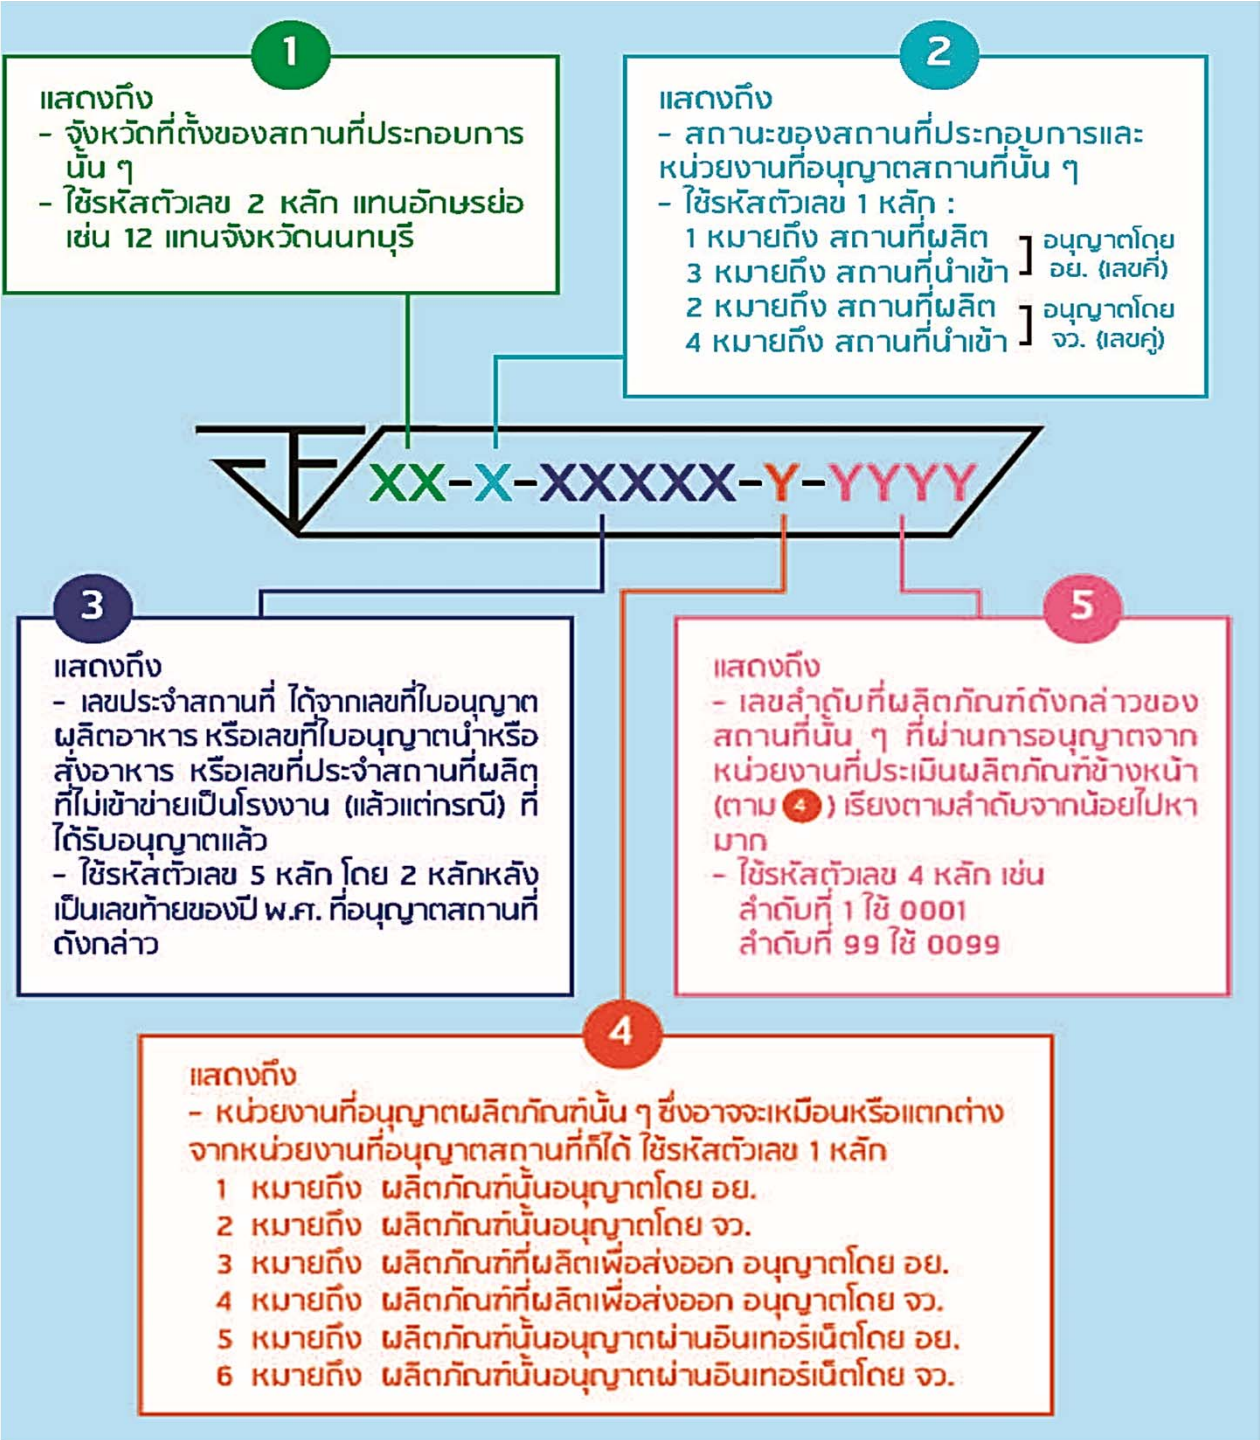 1
แสดงถึง
- จังหวัดที่ตั้งของสถานที่ประกอบการ
นั้น ๆ
- ใช้รหัสตัวเลข 2 หลัก แทนอักษรย่อ
เช่น 12 แทนจังหวัดนนทบุรี
2
แสดงถึง
- สถานะของสถานที่ประกอบการและ
หน่วยงานที่อนุญาตสถานที่นั้น ๆ
- ใช้รหัสตัวเลข 1 หลัก :
1 หมายถึง สถานที่ผลิต
3 หมายถึง สถานที่นำเข้า
อนุญาตโดย
อย. (เลขคี่)
2 หมายถึง สถานที่ผลิต
4 หมายถึง สถานที่นำเข้า
อนุญาตโดย
จว. (เลขคู่)
XX-X-XXXXX-Y-YYYY
3
แสดงถึง
- เลขประจำสถานที่ ได้จากเลขที่ใบอนุญาต
ผลิตอาหาร หรือเลขที่ใบอนุญาตนำหรือ
สั่งอาหาร หรือเลขที่ประจำสถานที่ผลิต
ที่ไม่เข้าข่ายเป็นโรงงาน (แล้วแต่กรณี) ที่
ได้รับอนุญาตแล้ว
- ใช้รหัสตัวเลข 5 หลัก โดย 2 หลักหลัง
เป็นเลขท้ายของปี พ.ศ. ที่อนุญาตสถานที่
ดังกล่าว
5
แสดงถึง
- เลขลำดับที่ผลิตภัณฑ์ดังกล่าวของ
สถานที่นั้น ๆ ที่ผ่านการอนุญาตจาก
หน่วยงานที่ประเมินผลิตภัณฑ์ข้างหน้า
(ตาม 4 ) เรียงตามลำดับจากน้อยไปหา
มาก
- ใช้รหัสตัวเลข 4 หลัก เช่น
ลำดับที่ 1 ใช้ 0001
ลำดับที่ 99 ใช้ 0099
4
แสดงถึง
- หน่วยงานที่อนุญาตผลิตภัณฑ์นั้น ๆ ซึ่งอาจจะเหมือนหรือแตกต่าง
จากหน่วยงานที่อนุญาตสถานที่ก็ได้ ใช้รหัสตัวเลข 1 หลัก
1 หมายถึง ผลิตภัณฑ์นั้นอนุญาตโดย อย.
2 หมายถึง ผลิตภัณฑ์นั้นอนุญาตโดย จว.
3 หมายถึง ผลิตภัณฑ์ที่ผลิตเพื่อส่งออก อนุญาตโดย อย.
4 หมายถึง ผลิตภัณฑ์ที่ผลิตเพื่อส่งออก อนุญาตโดย จว.
5 หมายถึง ผลิตภัณฑ์นั้นอนุญาตผ่านอินเทอร์เน็ตโดย อย.
6 หมายถึง ผลิตภัณฑ์นั้นอนุญาตผ่านอินเทอร์เน็ตโดย จว.